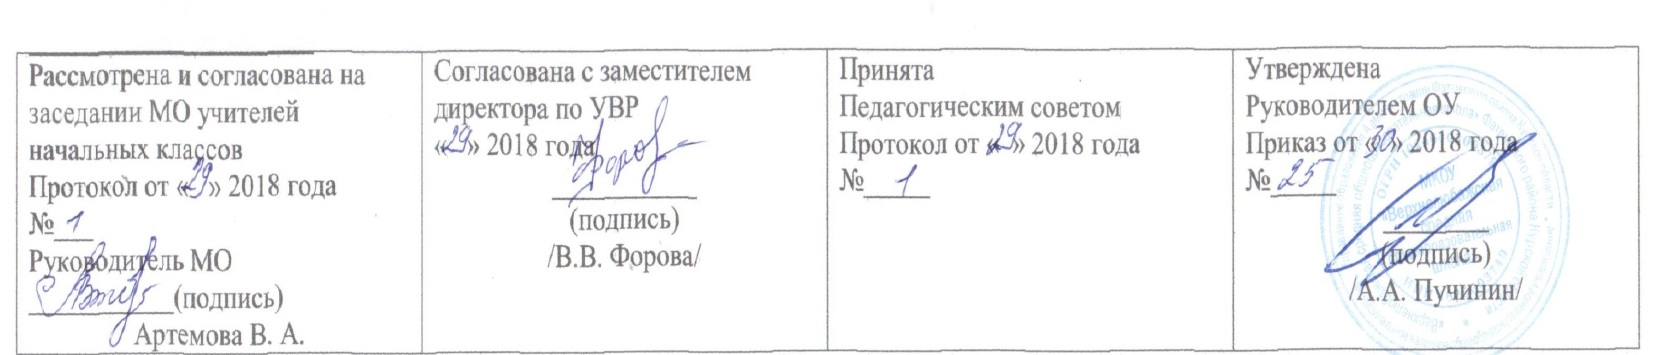 Рассмотрена и согласована на
заседании МО учителей
начальных классов
Протокол от «29» 2018 года
№ 1
Руководитель МО
(подпись)
Артемова В. А.
Согласована с заместителем
директора по УВР
«29» 2018 года
(подпись)
/В.В. Форова/
Принята
Педагогическим советом
Протокол от «29» 2018 года
№ 1
Утверждена
Руководителем ОУ
Приказ от «30» 2018 года
№ 25
(подпись)
/А.А. Пучинин/
МКОУ